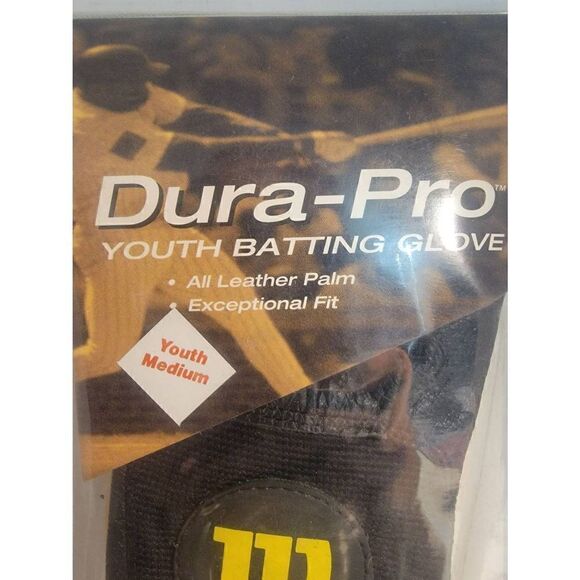 Dura-Pro™
YOUTH BATTING GLOVE
• All Leather Palm
• Exceptional Fit
Youth
Medium